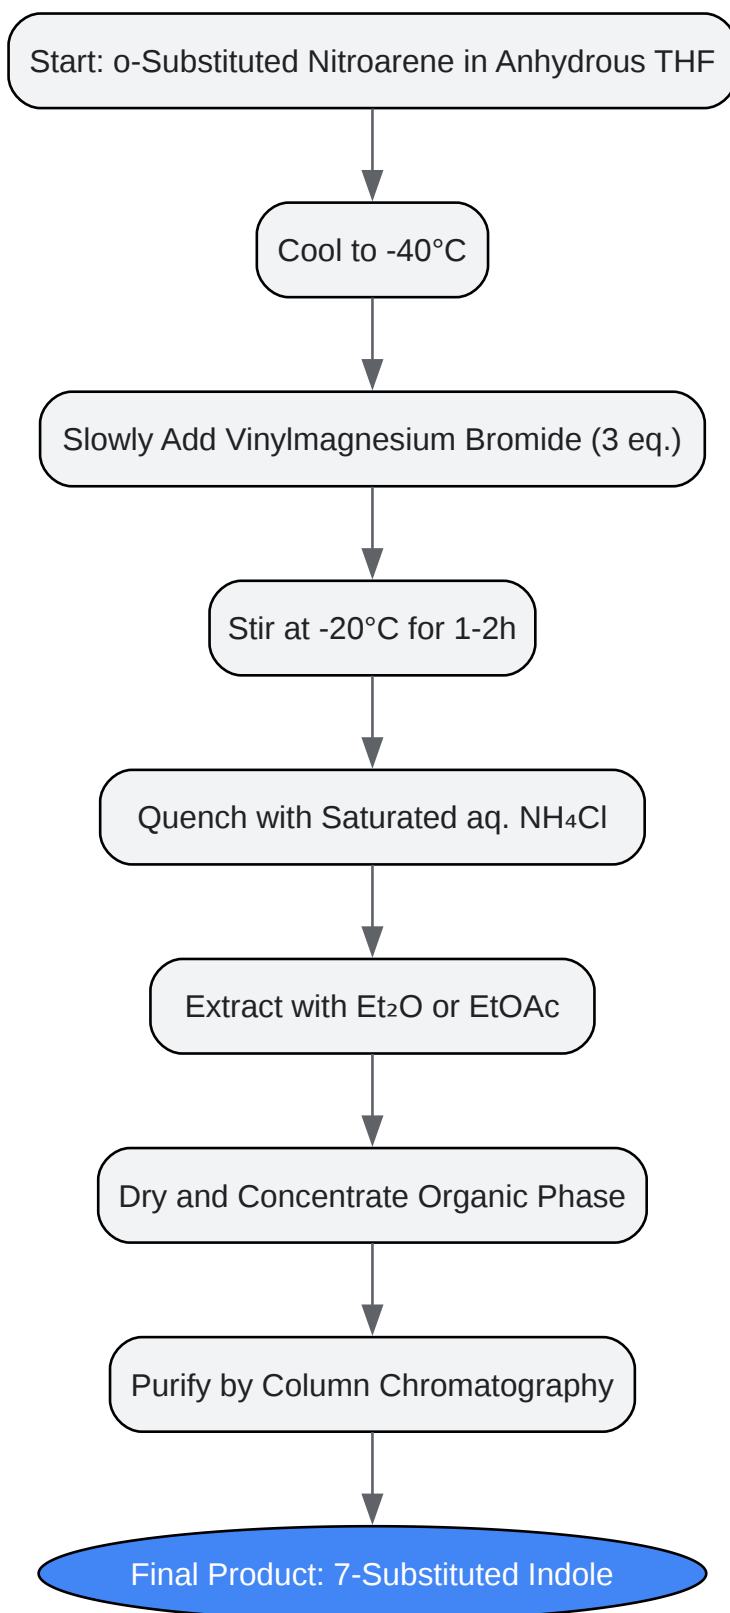 Start: o-Substituted Nitroarene in Anhydrous THF
Cool to -40°C
Slowly Add Vinylmagnesium Bromide (3 eq.)
Stir at -20°C for 1-2h
Quench with Saturated aq. NH₄Cl
Extract with Et₂O or EtOAc
Dry and Concentrate Organic Phase
Purify by Column Chromatography
Final Product: 7-Substituted Indole